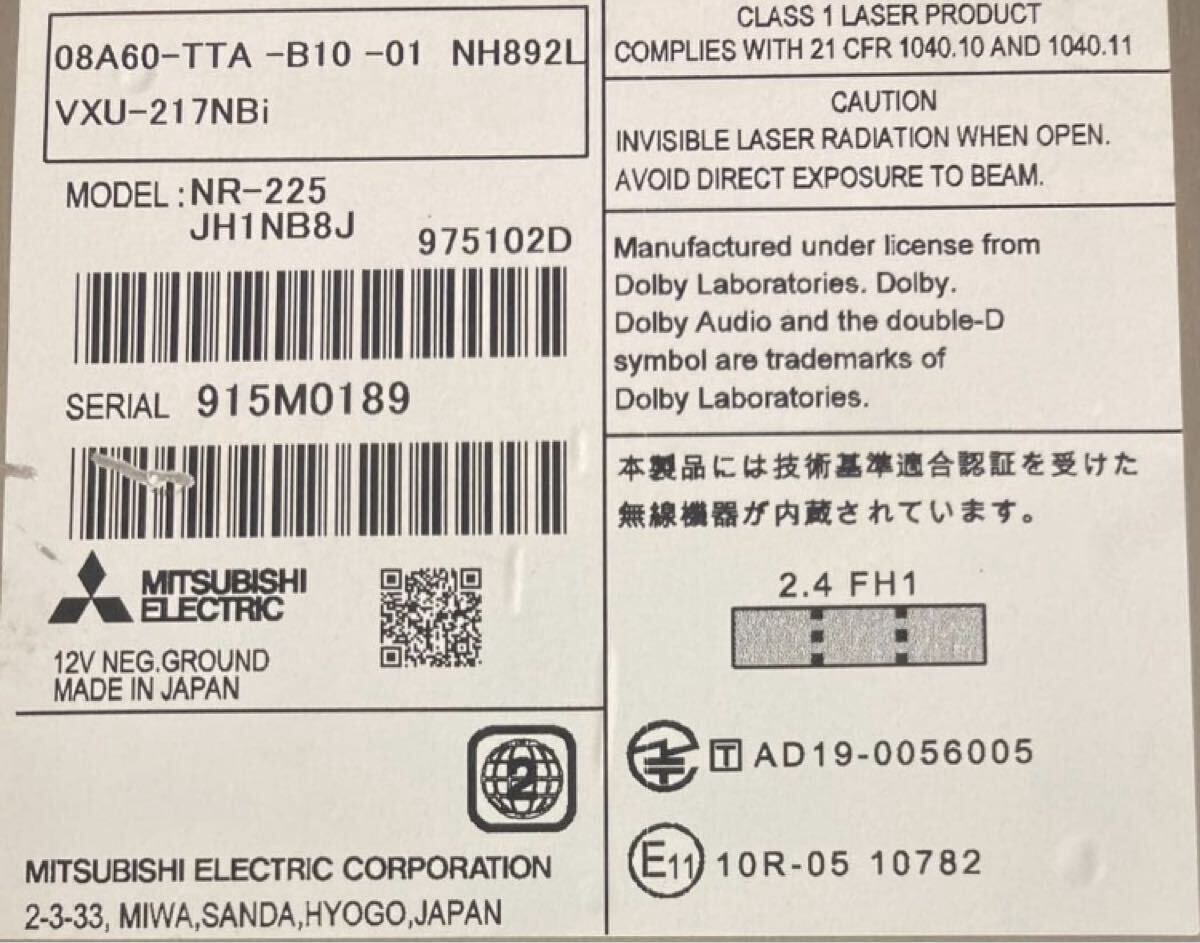 08A60-TTA -B10 -01 NH892L
VXU-217NBi
MODEL : NR-225
JH1NB8J
975102D
SERIAL 915M0189
MITSUBISHI
ELECTRIC
12V NEG.GROUND
MADE IN JAPAN
2
MITSUBISHI ELECTRIC CORPORATION
2-3-33, MIWA,SANDA,HYOGO,JAPAN
CLASS 1 LASER PRODUCT
COMPLIES WITH 21 CFR 1040.10 AND 1040.11
CAUTION
INVISIBLE LASER RADIATION WHEN OPEN.
AVOID DIRECT EXPOSURE TO BEAM.
Manufactured under license from
Dolby Laboratories. Dolby.
Dolby Audio and the double-D
symbol are trademarks of
Dolby Laboratories.
本製品には技術基準適合認証を受けた
無線機器が内蔵されています。
2.4 FH1
T AD19-0056005
E11 10R-05 10782